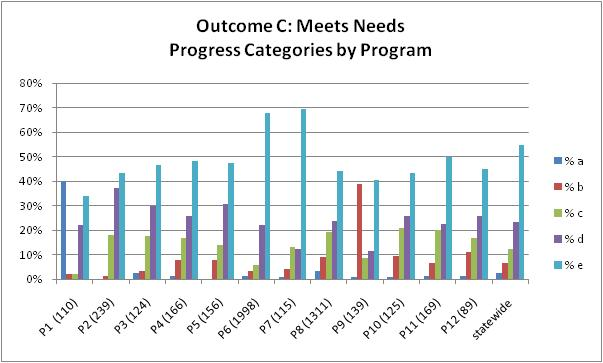 Outcome C: Meets Needs
Progress Categories by Program
80%
70%
60%
50%
40%
30%
20%
10%
0%
P1 (110)
P2 (239)
P3 (124)
P4 (166)
P5 (156)
P6 (1998)
P7 (115)
P8 (1311)
P9 (139)
P10 (125)
P11 (169)
P12 (89)
statewide
% a
% b
% c
% d
% e